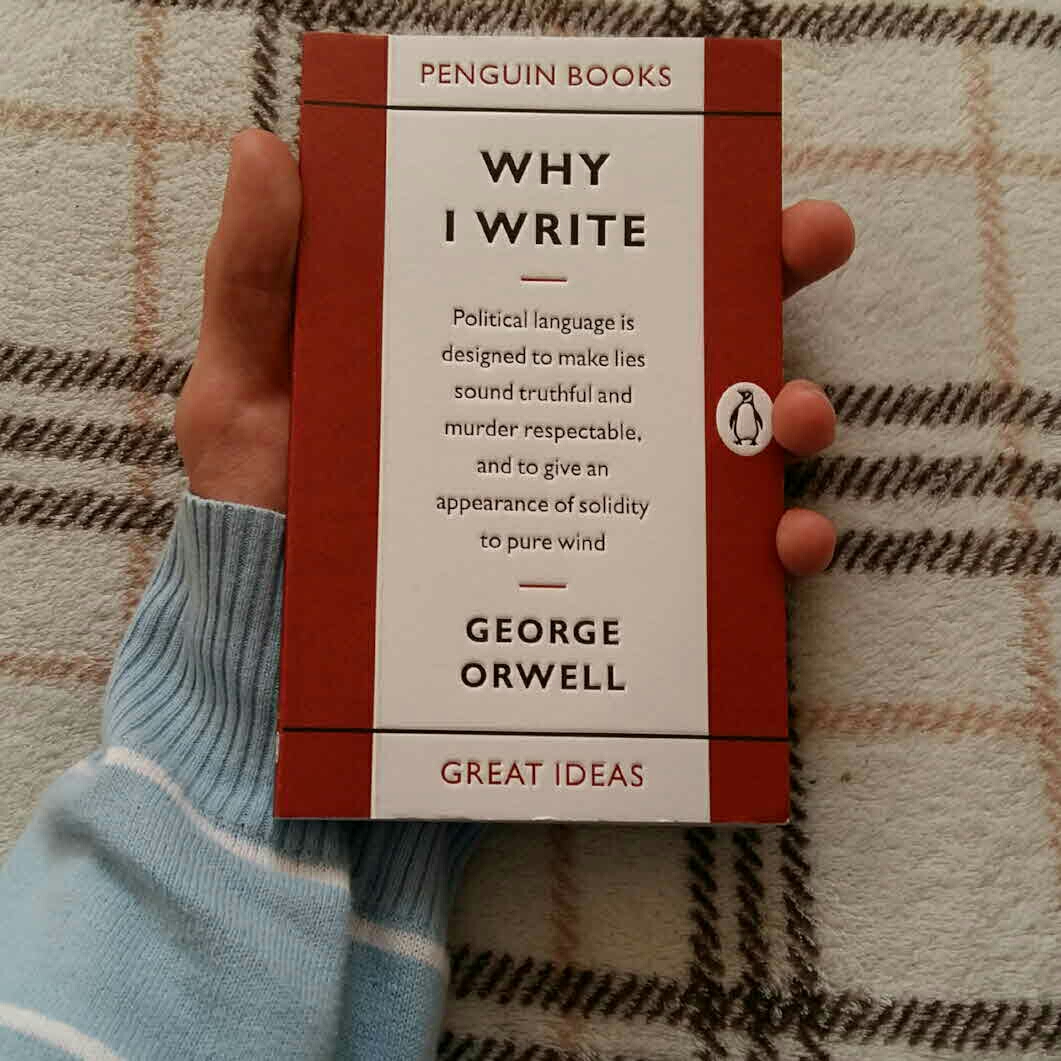 PENGUIN BOOKS
WHY
I WRITE
Political language is
designed to make lies
sound truthful and
murder respectable,
and to give an
appearance of solidity
to pure wind
GEORGE
ORWELL
GREAT IDEAS